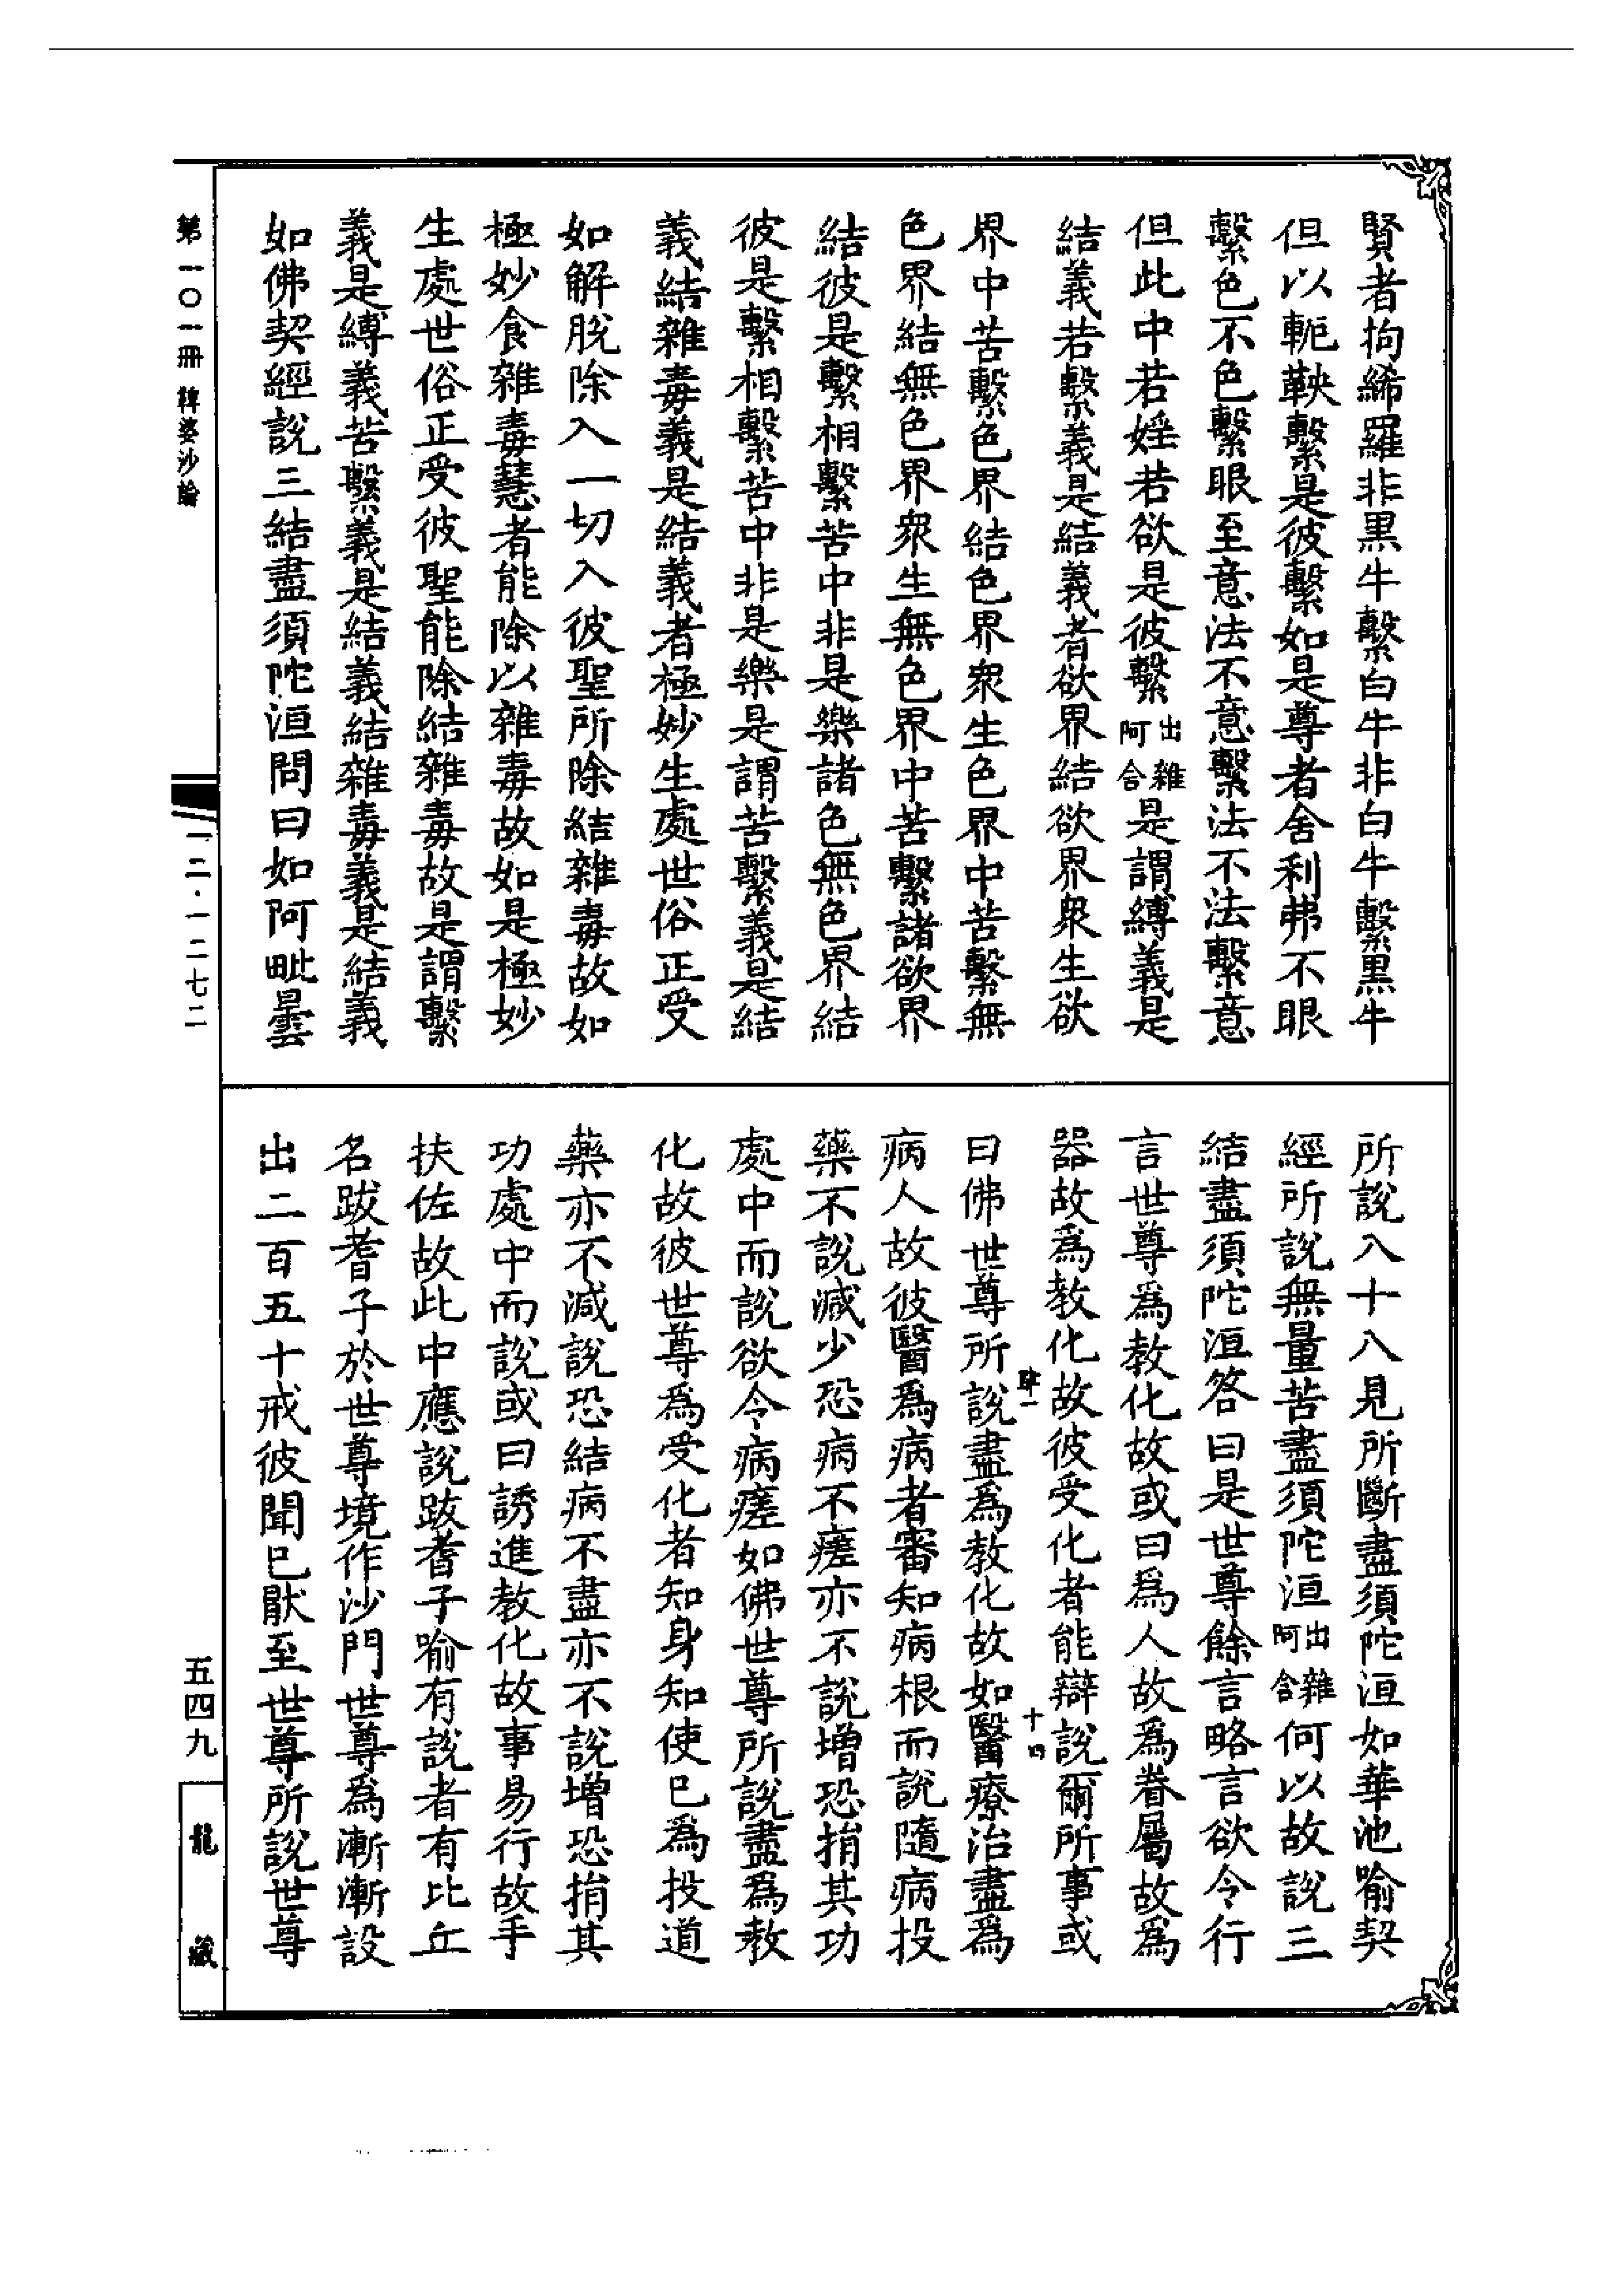 賢者拘絺羅非黑牛繫白牛非白牛繫黑牛
但以軛鞅繫是彼繫如是尊者舍利弗不眼
繫色不色繫眼至意法不意繫法不法繫意
但此中若婬若欲是彼繫出雜阿含是謂縛義是
結義若繫義是結義者欲界結欲界衆生欲
界中苦繫色界結色界衆生色界中苦繫無
色界結無色界衆生無色界中苦繫諸欲界
結彼是繫相繫苦中非是樂諸色無色界結
彼是繫相繫苦中非是樂是謂苦繫義是結
義結雜毒義是結義者極妙生處世俗正受
如解脫除入一切入彼聖所除結雜毒故如
極妙食雜毒慧者能除以雜毒故如是極妙
生處世俗正受彼聖能除結雜毒故是謂繫
義是縛義苦繫義是結義結雜毒義是結義
如佛契經說三結盡須陀洹問曰如阿毗曇
所說八十八見所斷盡須陀洹如華池喻契
經所說無量苦盡須陀洹出雜阿含何以故說三
結盡須陀洹答曰是世尊餘言略言欲令行
言世尊爲教化故或曰爲人故爲眷屬故爲
器故爲教化故彼受化者能辯說爾所事或
曰佛世尊所說盡爲教化故如醫療治盡爲
病人故彼醫爲病者審知病根而說隨病投
藥不說減少恐病不瘥亦不說增恐捐其功
處中而說欲令病瘥如佛世尊所說盡爲教
化故彼世尊爲受化者知身知使已爲投道
藥亦不減說恐結病不盡亦不說增恐捐其
功處中而說或曰誘進教化故事易行故手
扶佐故此中應說跋耆子喻有說者有比丘
名跋耆子於世尊境作沙門世尊爲漸漸設
出二百五十戒彼聞已厭至世尊所說世尊
肆一
十四
第一〇一冊 鞞婆沙論
一二·一二七二
五四九
龍藏